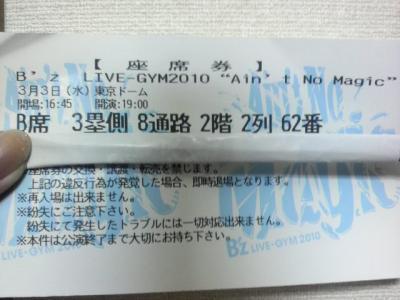 【 座 席 券 】
B'z LIVE-GYM2010 "Ain't No Magic"
3月3日(水) 東京ドーム
開場:16:45 開演:19:00
B席 3塁側 8通路 2階 2列 62番
座席券の交換・譲渡・転売を禁じます。
上記の違反行為が発覚した場合、即時退場となります。
※再入場は出来ません。
※紛失にご注意下さい。
紛失にて発生したトラブルには一切対応出来ません。
※本件は公演終了まで大切にお持ち下さい。
Magic
B'z LIVE-GYM 2010